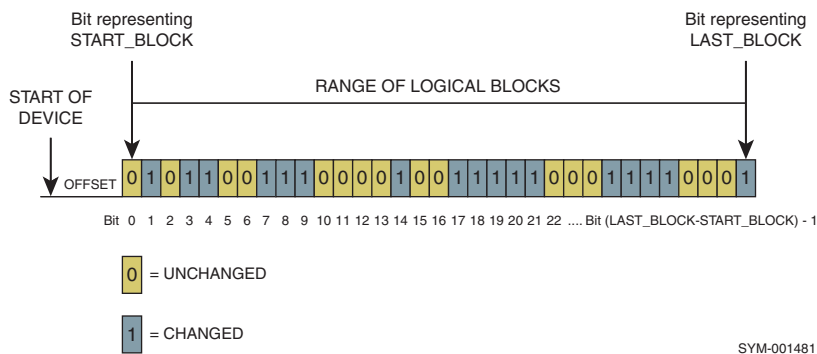 Bit representing
START_BLOCK
Bit representing
LAST_BLOCK
START OF
DEVICE
RANGE OF LOGICAL BLOCKS
OFFSET 0 1 0 1 1 0 0 1 1 1 0 0 0 0 1 0 0 1 1 1 1 1 0 0 0 1 1 1 1 0 0 0 1
Bit 0 1 2 3 4 5 6 7 8 9 10 11 12 13 14 15 16 17 18 19 20 21 22 .... Bit (LAST_BLOCK-START_BLOCK) - 1
0 = UNCHANGED
1 = CHANGED
SYM-001481